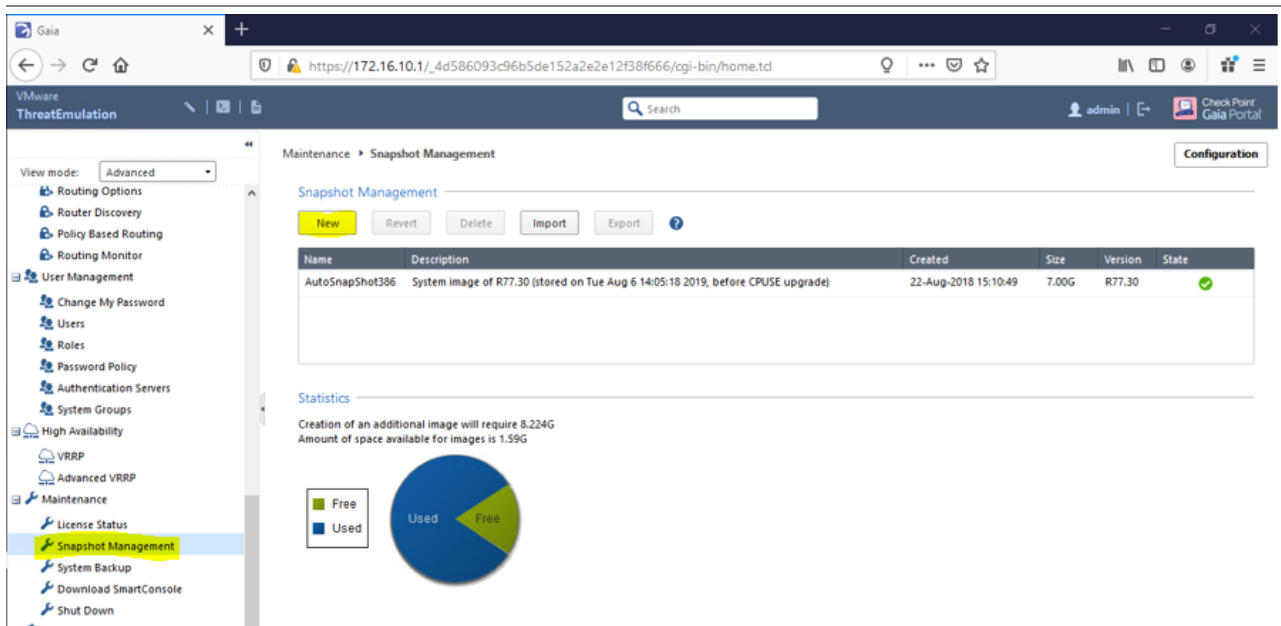 Gaia
https://172.16.10.1/_4d586093c96b5de152a2e2e12f38f666/cgi-bin/home.tcl
VMware
ThreatEmulation
Search
admin
Check Point
Gaia Portal
View mode: Advanced
Routing Options
Router Discovery
Policy Based Routing
Routing Monitor
User Management
Change My Password
Users
Roles
Password Policy
Authentication Servers
System Groups
High Availability
VRRP
Advanced VRRP
Maintenance
License Status
Snapshot Management
System Backup
Download SmartConsole
Shut Down
Maintenance Snapshot Management
Configuration
Snapshot Management
New Revert Delete Import Export ?
Name Description Created Size Version State
AutoSnapShot386 System image of R77.30 (stored on Tue Aug 6 14:05:18 2019, before CPUSE upgrade) 22-Aug-2018 15:10:49 7.00G R77.30
Statistics
Creation of an additional image will require 8.224G
Amount of space available for images is 1.59G
Free
Used
Used Free